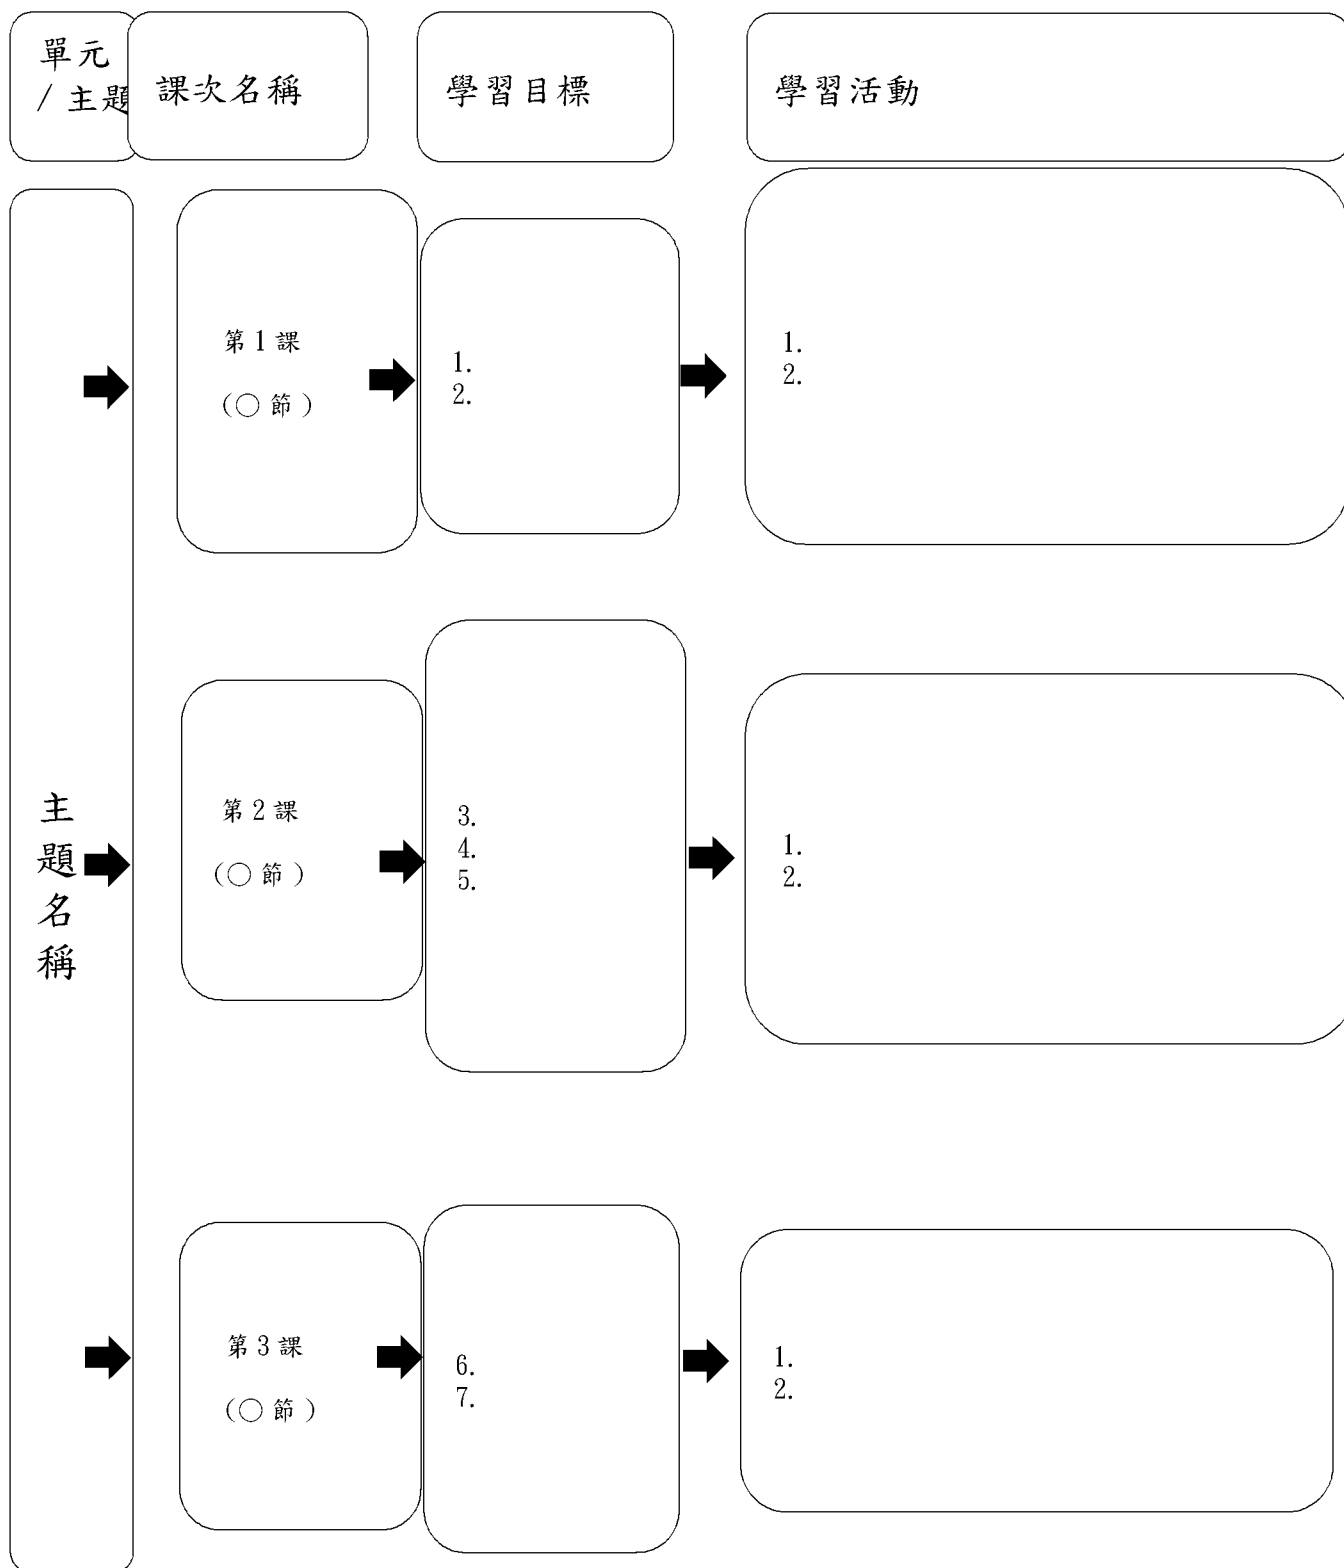 單元
/ 主題
課次名稱
學習目標
學習活動
主
題
名
稱
第 1 課
(○ 節 )
1.
2.
1.
2.
第 2 課
(○ 節 )
3.
4.
5.
1.
2.
第 3 課
(○ 節 )
6.
7.
1.
2.